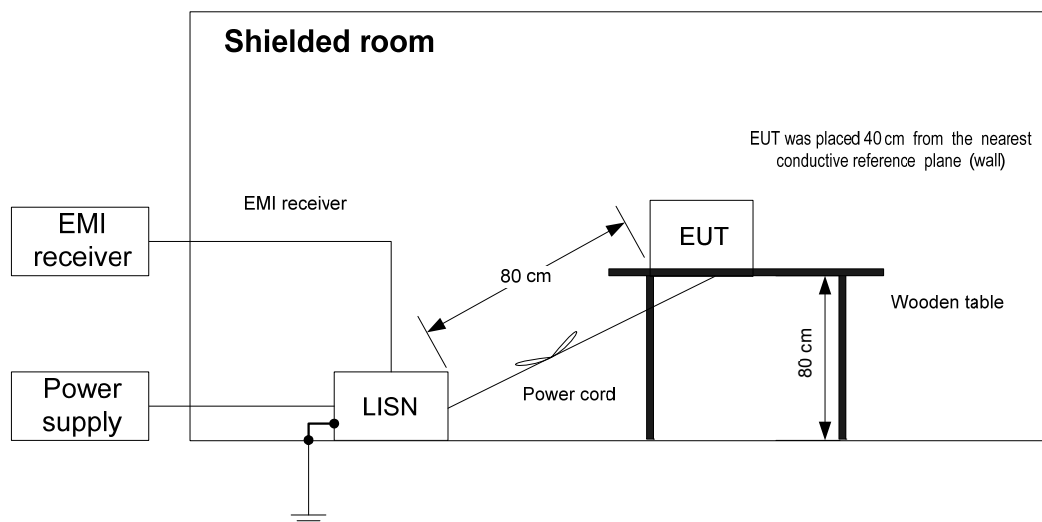 Shielded room
EUT was placed 40 cm from the nearest
conductive reference plane (wall)
EMI receiver
EMI
receiver
EUT
80 cm
Wooden table
80 cm
Power
supply
LISN
Power cord